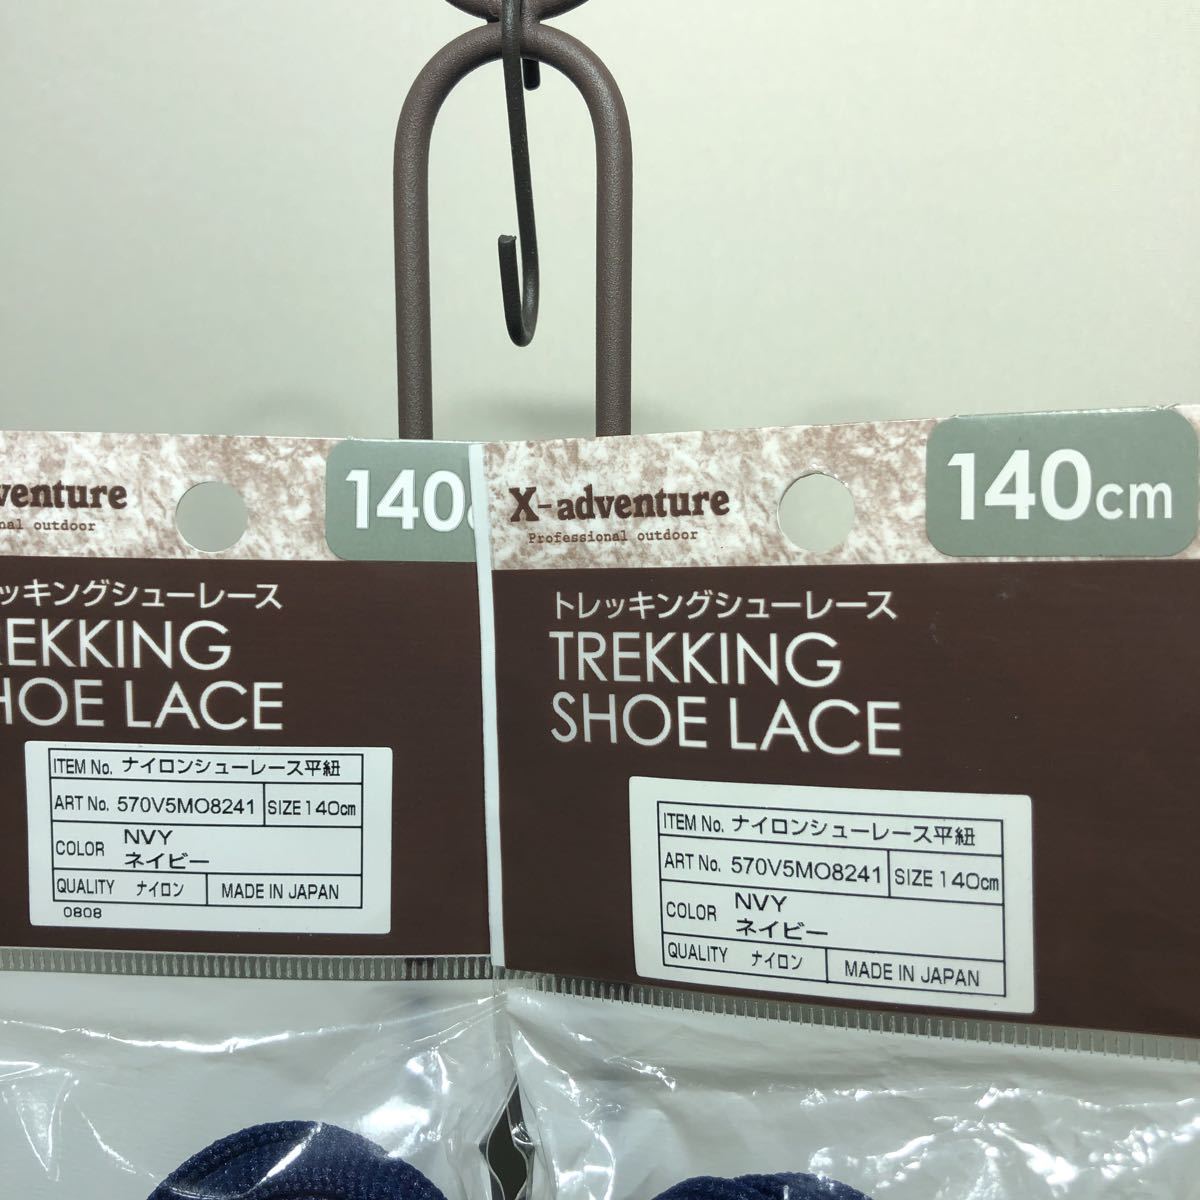 venture
nal outdoor
140c
ッキングシューレース
REKKING
HOE LACE
ITEM No. ナイロンシューレース平紐
ART No. 570V5MO8241 SIZE 140cm
COLOR NVY
ネイビー
QUALITY ナイロン MADE IN JAPAN
0808
X-adventure
Professional outdoor
140cm
トレッキングシューレース
TREKKING
SHOE LACE
ITEM No. ナイロンシューレース平紐
ART No. 570V5MO8241 SIZE 140cm
COLOR NVY
ネイビー
QUALITY ナイロン MADE IN JAPAN